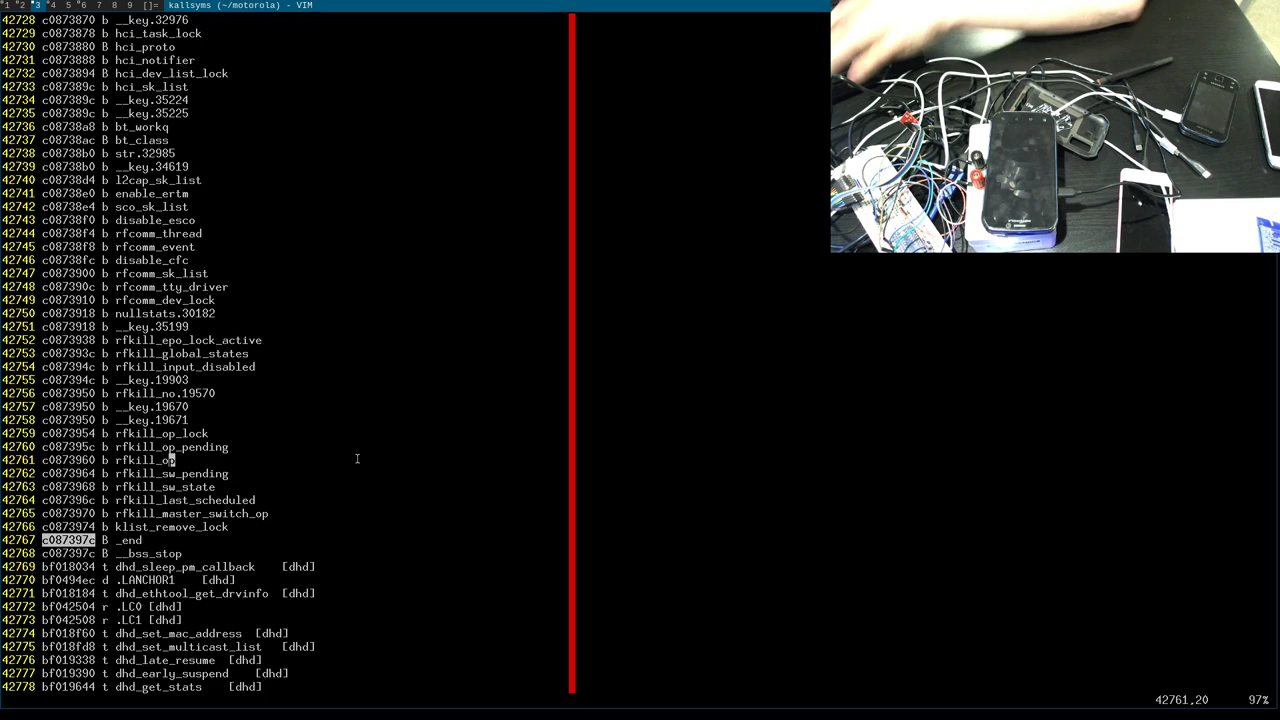 1 2 3 4 5 6 7 8 9 []= kallsyms (~/motorola) - VIM
42728 c0873870 b __key.32976
42729 c0873878 b hci_task_lock
42730 c0873880 B hci_proto
42731 c0873888 b hci_notifier
42732 c0873894 B hci_dev_list_lock
42733 c087389c b hci_sk_list
42734 c087389c b __key.35224
42735 c087389c b __key.35225
42736 c08738a8 b bt_workq
42737 c08738ac B bt_class
42738 c08738b0 b str.32985
42739 c08738b0 b __key.34619
42740 c08738d4 b l2cap_sk_list
42741 c08738e0 b enable_ertm
42742 c08738e4 b sco_sk_list
42743 c08738f0 b disable_esco
42744 c08738f4 b rfcomm_thread
42745 c08738f8 b rfcomm_event
42746 c08738fc b disable_cfc
42747 c0873900 b rfcomm_sk_list
42748 c087390c b rfcomm_tty_driver
42749 c0873910 b rfcomm_dev_lock
42750 c0873918 b nullstats.30182
42751 c0873918 b __key.35199
42752 c0873938 b rfkill_epo_lock_active
42753 c087393c b rfkill_global_states
42754 c087394c b rfkill_input_disabled
42755 c087394c b __key.19903
42756 c0873950 b rfkill_no.19570
42757 c0873950 b __key.19670
42758 c0873950 b __key.19671
42759 c0873954 b rfkill_op_lock
42760 c087395c b rfkill_op_pending
42761 c0873960 b rfkill_op
42762 c0873964 b rfkill_sw_pending
42763 c0873968 b rfkill_sw_state
42764 c087396c b rfkill_last_scheduled
42765 c0873970 b rfkill_master_switch_op
42766 c0873974 b klist_remove_lock
42767 c087397c B _end
42768 c087397c B __bss_stop
42769 bf018034 t dhd_sleep_pm_callback [dhd]
42770 bf0494ec d .LANCHOR1 [dhd]
42771 bf018184 t dhd_ethtool_get_drvinfo [dhd]
42772 bf042504 r .LC0 [dhd]
42773 bf042508 r .LC1 [dhd]
42774 bf018f60 t dhd_set_mac_address [dhd]
42775 bf018fd8 t dhd_set_multicast_list [dhd]
42776 bf019338 t dhd_late_resume [dhd]
42777 bf019390 t dhd_early_suspend [dhd]
42778 bf019644 t dhd_get_stats [dhd]
42761,20 97%